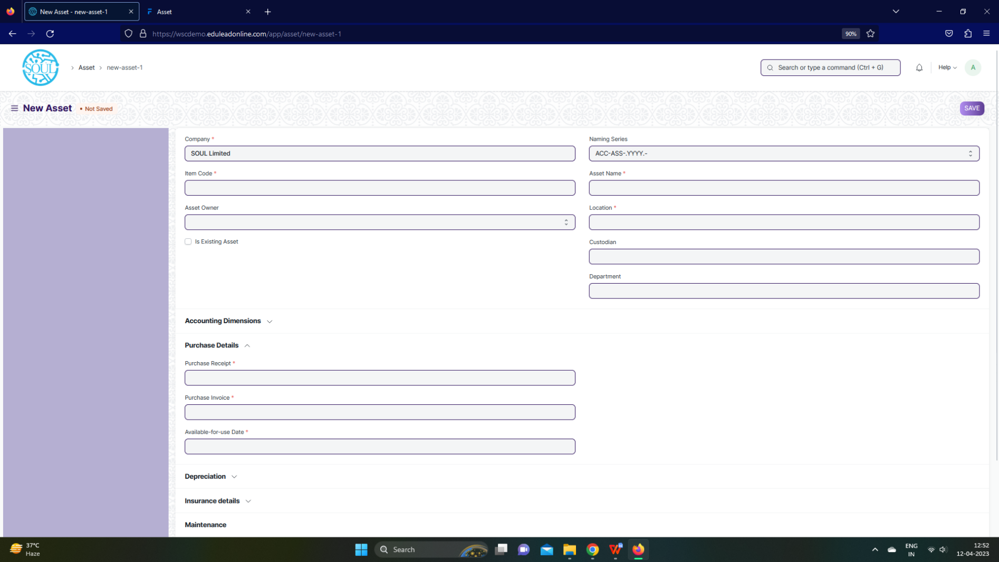 New Asset - new-asset-1
Asset
https://wscdemo.eduleadonline.com/app/asset/new-asset-1
90%
SOUL
Asset
new-asset-1
Search or type a command (Ctrl + G)
Help
A
New Asset
• Not Saved
SAVE
Company *
SOUL Limited
Naming Series
ACC-ASS-.YYYY.-
Item Code *
Asset Name *
Asset Owner
Location *
Is Existing Asset
Custodian
Department
Accounting Dimensions
Purchase Details
Purchase Receipt *
Purchase Invoice *
Available-for-use Date *
Depreciation
Insurance details
Maintenance
37°C
Haze
Search
ENG
IN
12:52
12-04-2023